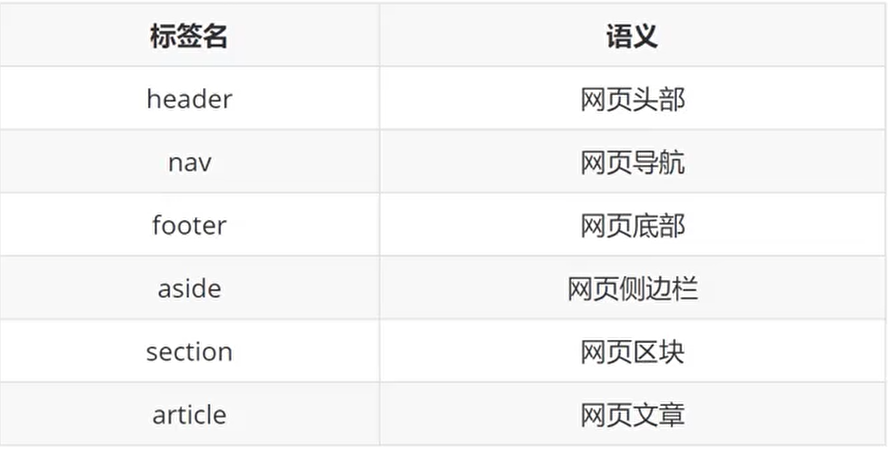 标签名 语义
header 网页头部
nav 网页导航
footer 网页底部
aside 网页侧边栏
section 网页区块
article 网页文章